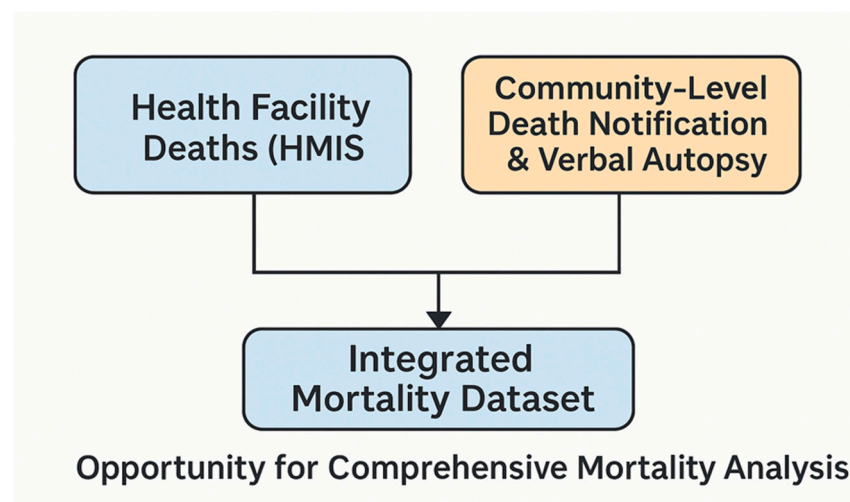 Health Facility
Deaths (HMIS
Community-Level
Death Notification
& Verbal Autopsy
Integrated
Mortality Dataset
Opportunity for Comprehensive Mortality Analysis